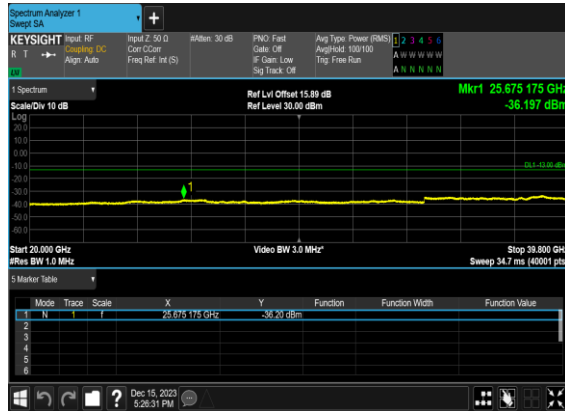 Spectrum Analyzer 1
Swept SA
+
KEYSIGHT Input: RF Input Z: 50 Ω #Atten: 30 dB PNO: Fast Avg Type: Power (RMS) 1 2 3 4 5 6
R T Coupling: DC Corr CCorr Gate: Off Avg|Hold: 100/100 A W W W W W
Align: Auto Freq Ref: Int (S) IF Gain: Low Trig: Free Run
Sig Track: Off A N N N N N
1 Spectrum Ref Lvl Offset 15.89 dB Mkr1 25.675 175 GHz
Scale/Div 10 dB Ref Level 30.00 dBm -36.197 dBm
Log
20.0
10.0
0.00
-10.0
DL1 -13.00 dBm
-20.0
-30.0
1
-40.0
-50.0
-60.0
Start 20.000 GHz Video BW 3.0 MHz* Stop 39.800 GHz
#Res BW 1.0 MHz Sweep 34.7 ms (40001 pts)
5 Marker Table
Mode Trace Scale X Y Function Function Width Function Value
1 N 1 f 25.675 175 GHz -36.20 dBm
2
3
4
5
6
? Dec 15, 2023
5:26:31 PM